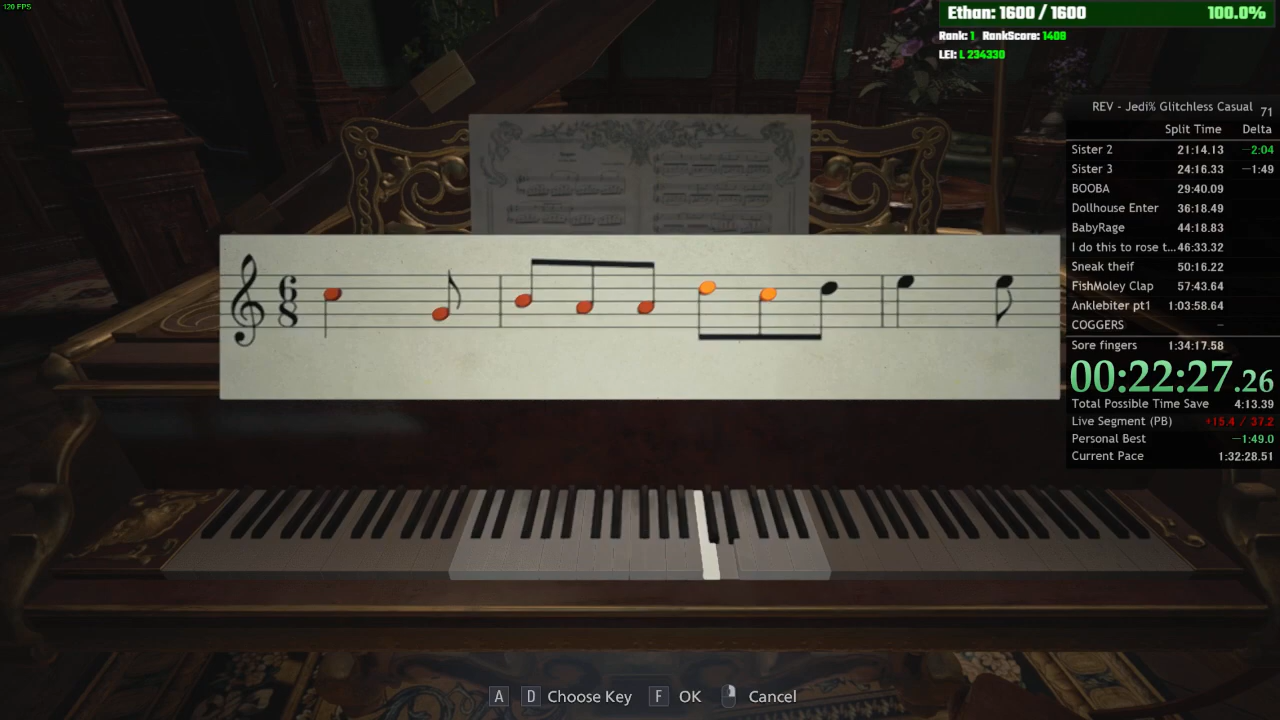 120 FPS
Ethan: 1600 / 1600 100.0%
Rank: 1 RankScore: 1408
LEI: L 234330
REV - Jedi% Glitchless Casual 71
Split Time Delta
Sister 2 21:14.13 −2:04
Sister 3 24:16.33 −1:49
BOOBA 29:40.09
Dollhouse Enter 36:18.49
BabyRage 44:18.83
I do this to rose t... 46:33.32
Sneak theif 50:16.22
FishMoley Clap 57:43.64
Anklebiter pt1 1:03:58.64
COGGERS –
Sore fingers 1:34:17.58
00:22:27.26
Total Possible Time Save 4:13.39
Live Segment (PB) +15.4 / 37.2
Personal Best −1:49.0
Current Pace 1:32:28.51
6
8
A D Choose Key F OK Cancel